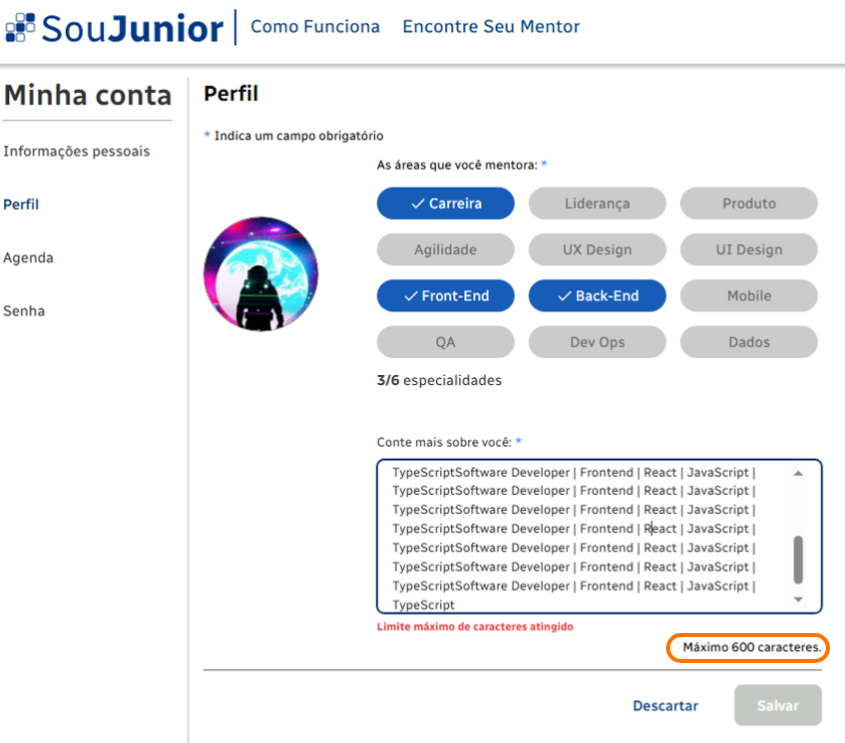 SouJunior
Como Funciona
Encontre Seu Mentor
Minha conta
Informações pessoais
Perfil
Agenda
Senha
Perfil
* Indica um campo obrigatório
As áreas que você mentora: *
Carreira
Liderança
Produto
Agilidade
UX Design
UI Design
Front-End
Back-End
Mobile
QA
Dev Ops
Dados
3/6 especialidades
Conte mais sobre você: *
TypeScriptSoftware Developer | Frontend | React | JavaScript |
TypeScriptSoftware Developer | Frontend | React | JavaScript |
TypeScriptSoftware Developer | Frontend | React | JavaScript |
TypeScriptSoftware Developer | Frontend | React | JavaScript |
TypeScriptSoftware Developer | Frontend | React | JavaScript |
TypeScriptSoftware Developer | Frontend | React | JavaScript |
TypeScriptSoftware Developer | Frontend | React | JavaScript |
TypeScript
Limite máximo de caracteres atingido
Máximo 600 caracteres.
Descartar
Salvar